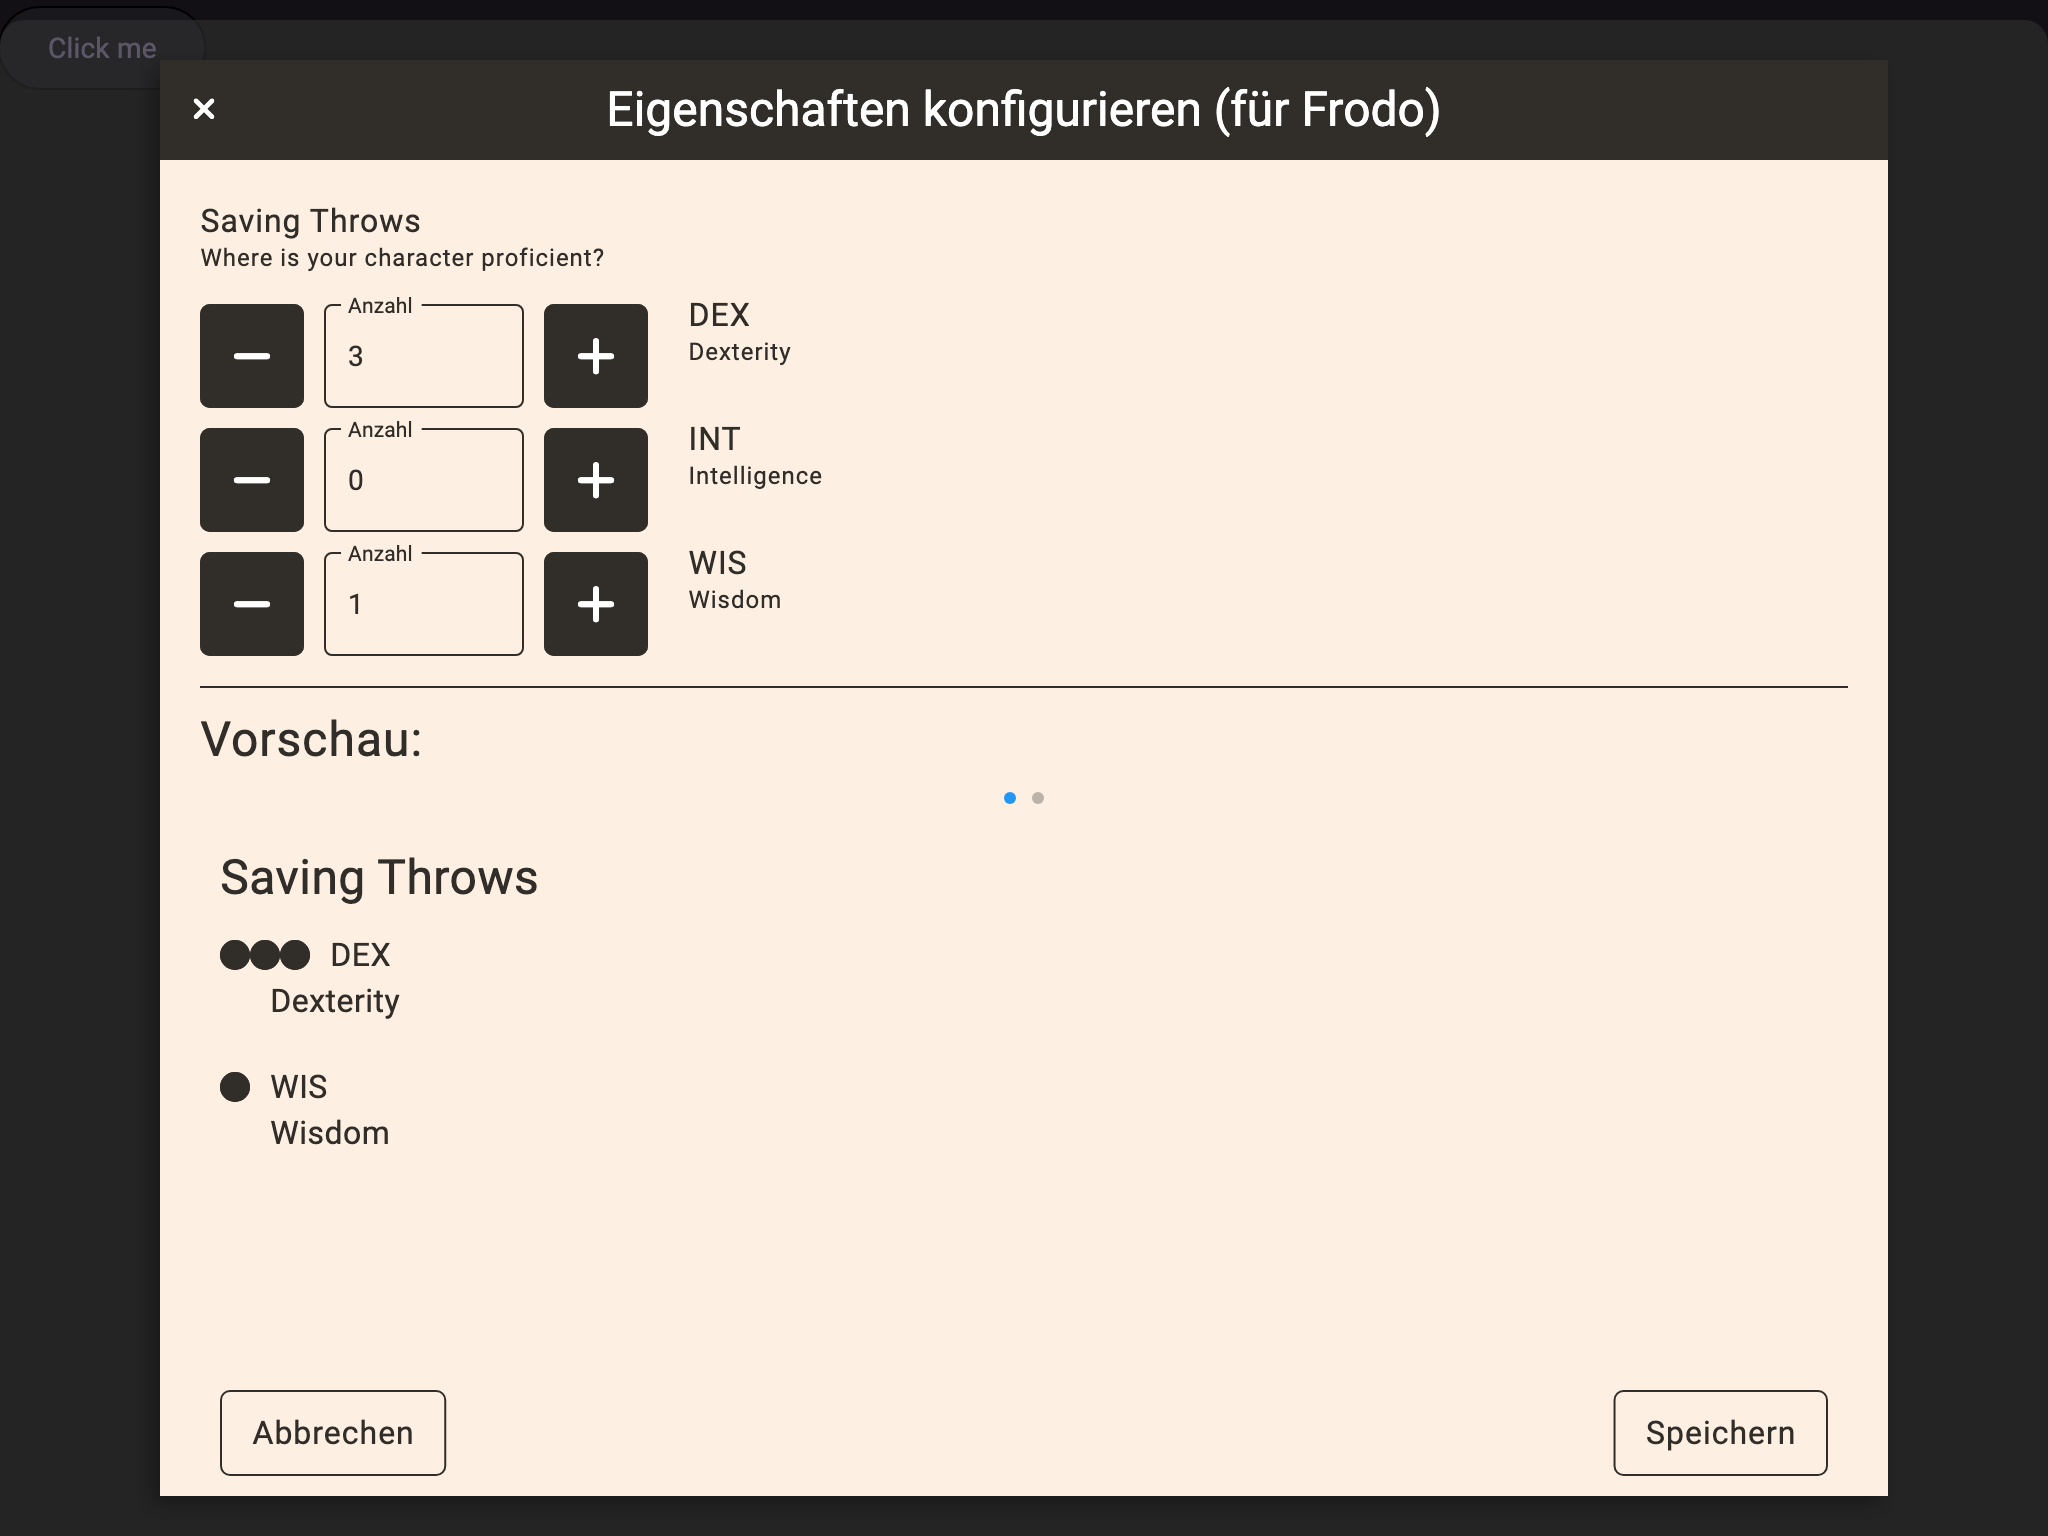 Click me
Eigenschaften konfigurieren (für Frodo)
Saving Throws
Where is your character proficient?
Anzahl
3
DEX
Dexterity
Anzahl
0
INT
Intelligence
Anzahl
1
WIS
Wisdom
Vorschau:
Saving Throws
DEX
Dexterity
WIS
Wisdom
Abbrechen
Speichern